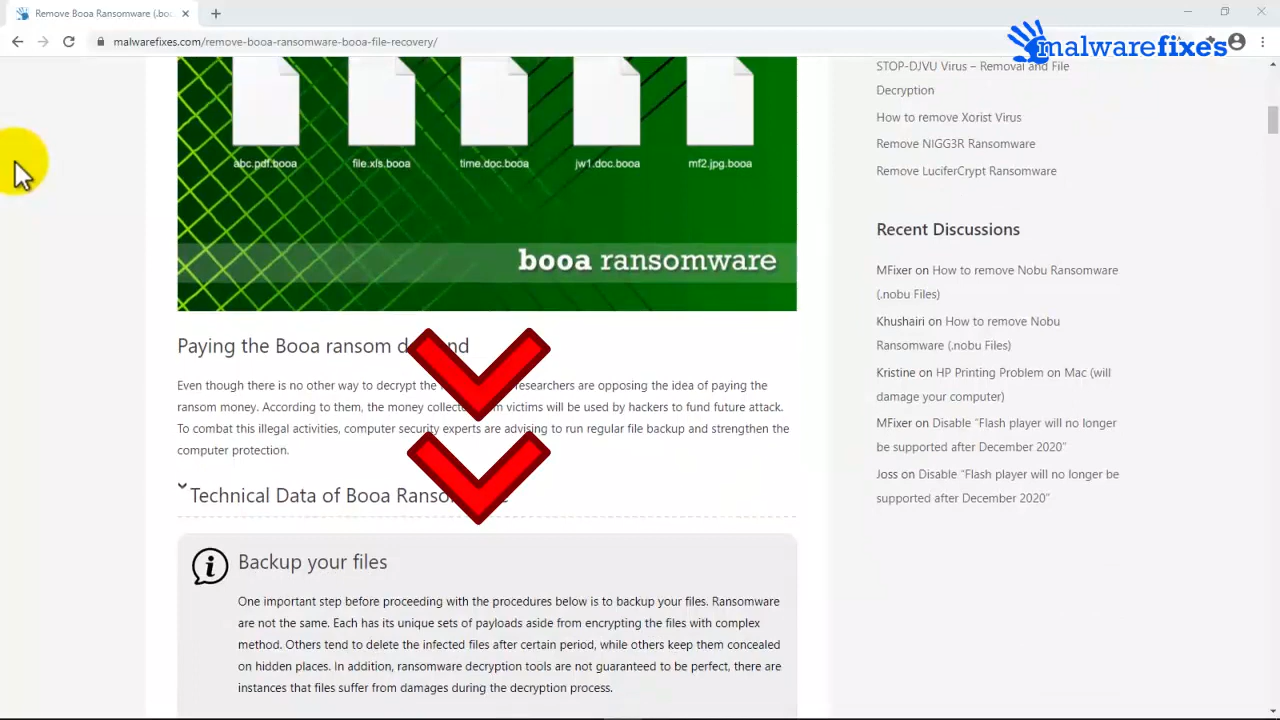 Remove Booa Ransomware (.boo
malwarefixes.com/remove-booa-ransomware-booa-file-recovery/
malwarefixes
abc.pdf.booa file.xls.booa time.doc.booa jw1.doc.booa mf2.jpg.booa
booa ransomware
Paying the Booa ransom d nd
Even though there is no other way to decrypt the researchers are opposing the idea of paying the
ransom money. According to them, the money collec m victims will be used by hackers to fund future attack.
To combat this illegal activities, computer security experts are advising to run regular file backup and strengthen the
computer protection.
Technical Data of Booa Ranso
i
Backup your files
One important step before proceeding with the procedures below is to backup your files. Ransomware
are not the same. Each has its unique sets of payloads aside from encrypting the files with complex
method. Others tend to delete the infected files after certain period, while others keep them concealed
on hidden places. In addition, ransomware decryption tools are not guaranteed to be perfect, there are
instances that files suffer from damages during the decryption process.
STOP-DJVU Virus – Removal and File
Decryption
How to remove Xorist Virus
Remove NIGG3R Ransomware
Remove LuciferCrypt Ransomware
Recent Discussions
MFixer on How to remove Nobu Ransomware
(.nobu Files)
Khushairi on How to remove Nobu
Ransomware (.nobu Files)
Kristine on HP Printing Problem on Mac (will
damage your computer)
MFixer on Disable “Flash player will no longer
be supported after December 2020”
Joss on Disable “Flash player will no longer be
supported after December 2020”